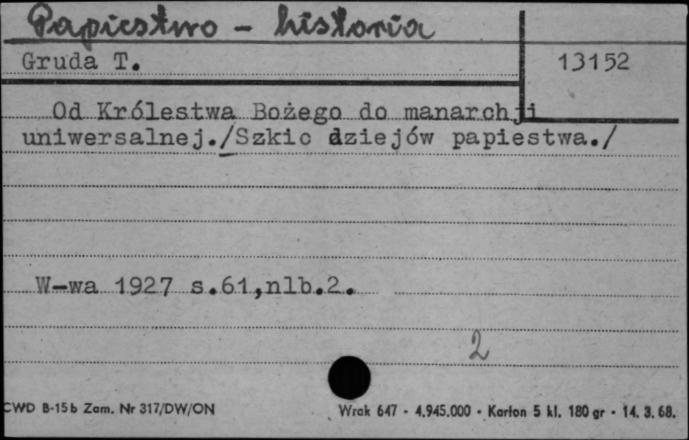 Papiestwo - historia
Gruda T.
13152
Od Królestwa Bożego do manarchji
uniwersalnej./Szkic dziejów papiestwa./
W-wa 1927 s.61,nlb.2.
2
CWD B-15b Zam. Nr 317/DW/ON
Wrak 647 - 4.945.000 - Karton 5 kl. 180 gr - 14. 3. 68.